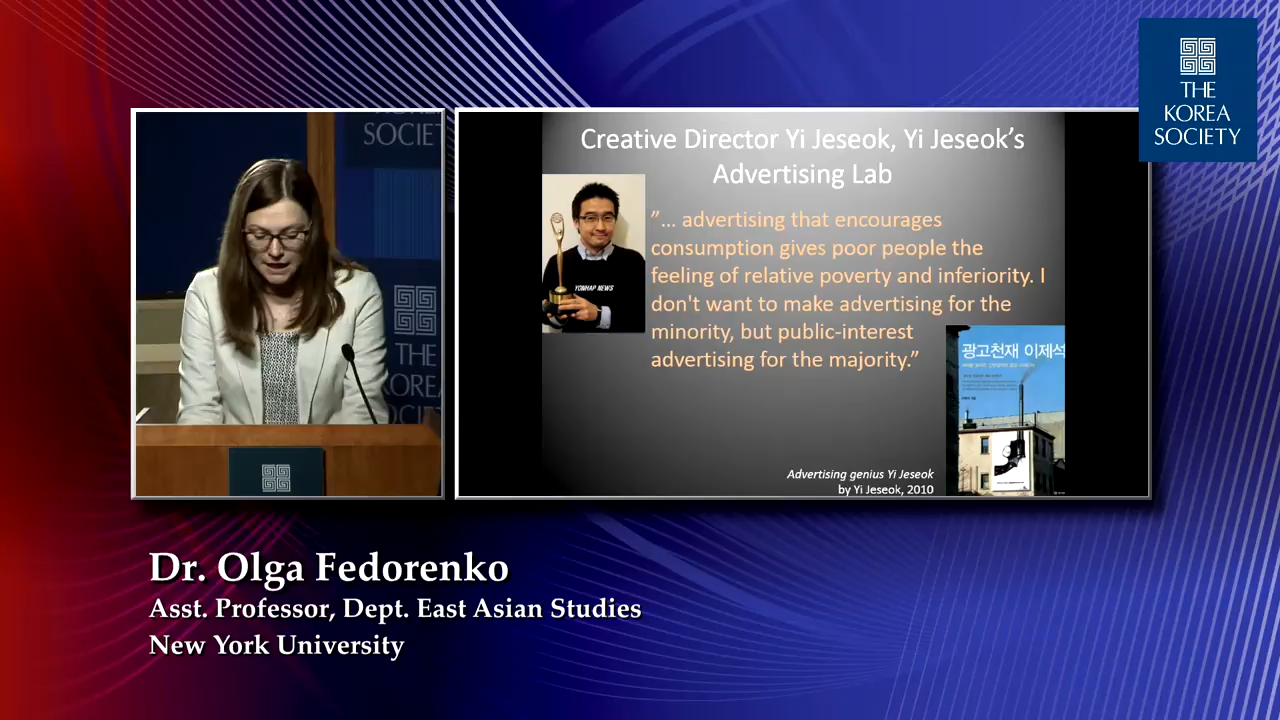 THE
KOREA
SOCIETY
SOCIET
THE
KOREA
SOCIE
Creative Director Yi Jeseok, Yi Jeseok’s
Advertising Lab
YONHAP NEWS
”... advertising that encourages
consumption gives poor people the
feeling of relative poverty and inferiority. I
don't want to make advertising for the
minority, but public-interest
advertising for the majority.”
광고천재 이제석
Advertising genius Yi Jeseok
by Yi Jeseok, 2010
Dr. Olga Fedorenko
Asst. Professor, Dept. East Asian Studies
New York University